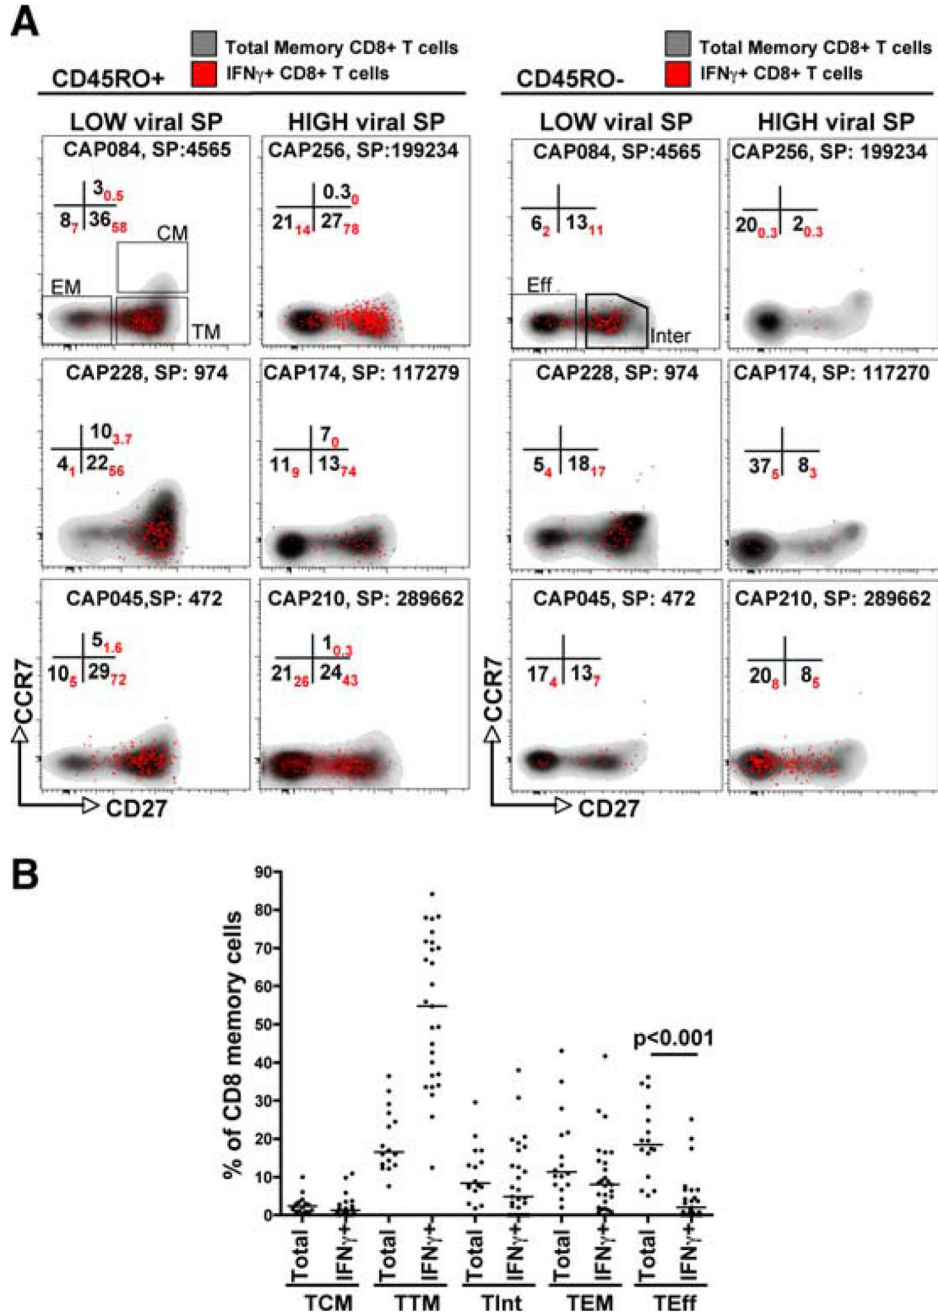 A
Total Memory CD8+ T cells
IFNγ+ CD8+ T cells
CD45RO+
LOW viral SP
HIGH viral SP
CAP084, SP:4565
3 0.5
8 7 36 58
CM
EM
TM
CAP256, SP:199234
0.3 0
21 14 27 78
CAP228, SP: 974
10 3.7
4 1 22 56
CAP174, SP: 117279
7 0
11 9 13 74
CAP045,SP: 472
5 1.6
10 5 29 72
CAP210, SP: 289662
1 0.3
21 26 24 43
CCR7
CD27
Total Memory CD8+ T cells
IFNγ+ CD8+ T cells
CD45RO-
LOW viral SP
HIGH viral SP
CAP084, SP:4565
6 2 13 11
Eff
Inter
CAP256, SP: 199234
20 0.3 2 0.3
CAP228, SP: 974
5 4 18 17
CAP174, SP: 117270
37 5 8 3
CAP045, SP: 472
17 4 13 7
CAP210, SP: 289662
20 8 8 5
CCR7
CD27
B
% of CD8 memory cells
90
80
70
60
50
40
30
20
10
0
p<0.001
Total IFNγ+ Total IFNγ+ Total IFNγ+ Total IFNγ+ Total IFNγ+
TCM TTM TInt TEM TEff